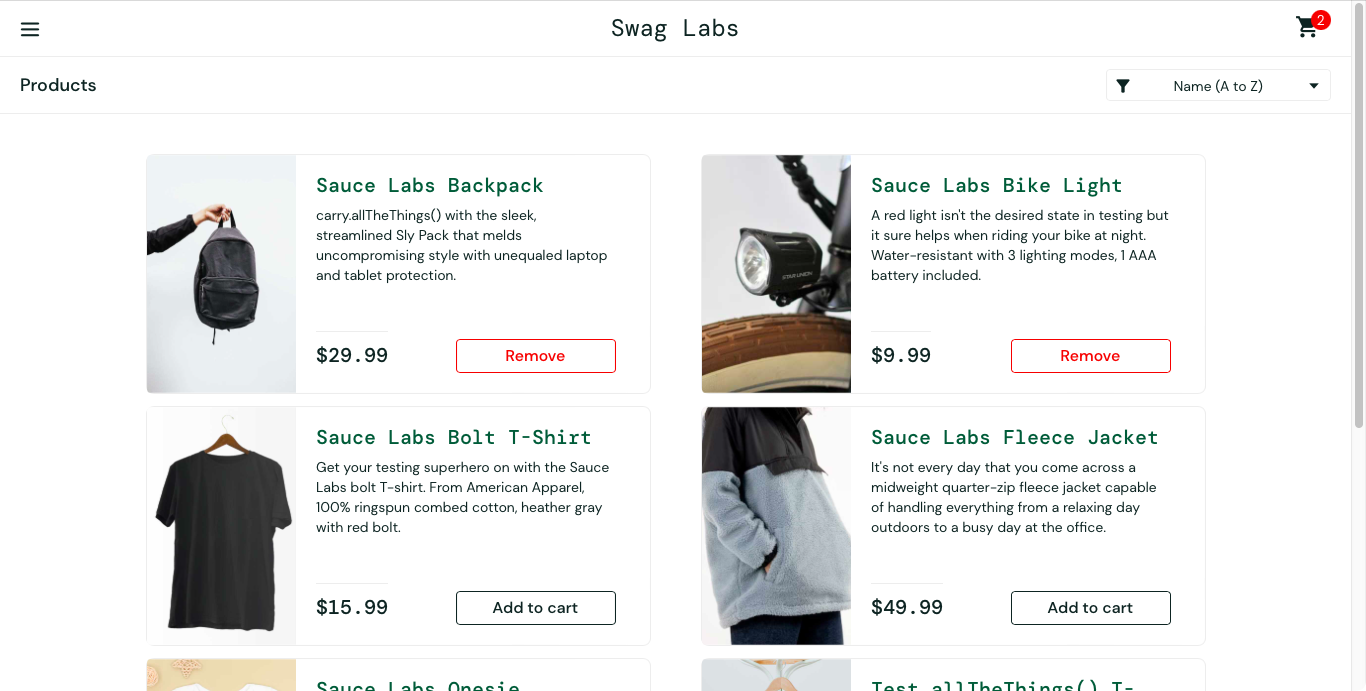 Swag Labs
2
Products
Name (A to Z)
Sauce Labs Backpack
carry.allTheThings() with the sleek,
streamlined Sly Pack that melds
uncompromising style with unequaled laptop
and tablet protection.
$29.99
Remove
Sauce Labs Bike Light
A red light isn't the desired state in testing but
it sure helps when riding your bike at night.
Water-resistant with 3 lighting modes, 1 AAA
battery included.
STAR UNION
$9.99
Remove
Sauce Labs Bolt T-Shirt
Get your testing superhero on with the Sauce
Labs bolt T-shirt. From American Apparel,
100% ringspun combed cotton, heather gray
with red bolt.
$15.99
Add to cart
Sauce Labs Fleece Jacket
It's not every day that you come across a
midweight quarter-zip fleece jacket capable
of handling everything from a relaxing day
outdoors to a busy day at the office.
$49.99
Add to cart
Sauce Labs Onesie
Test.allTheThings() T-